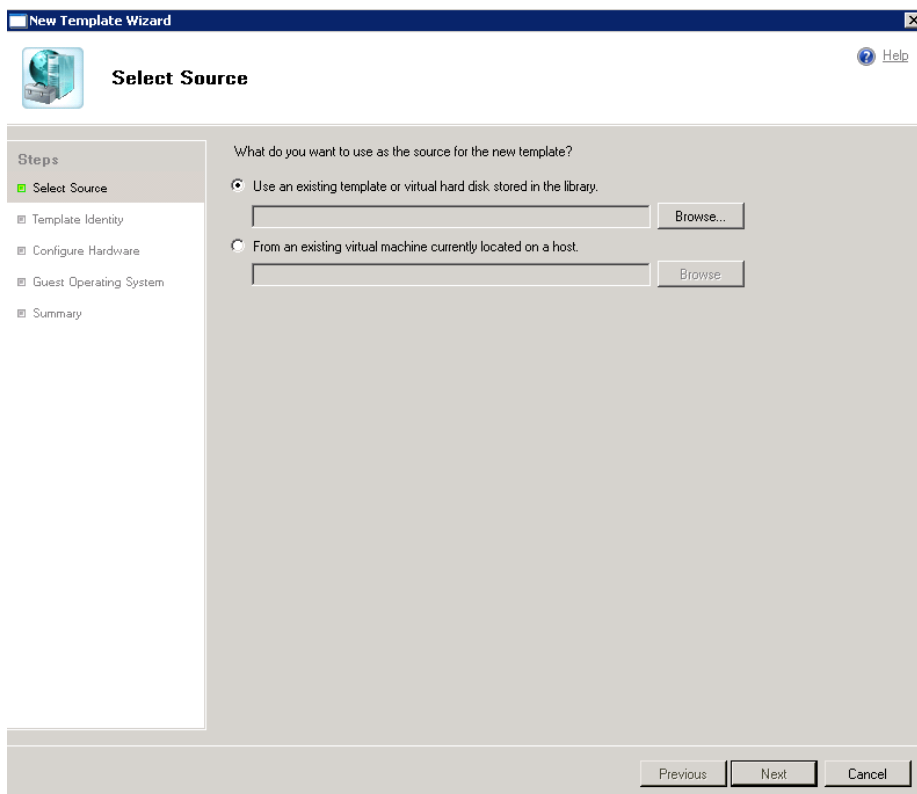 New Template Wizard
Select Source
Help
Steps
Select Source
Template Identity
Configure Hardware
Guest Operating System
Summary
What do you want to use as the source for the new template?
Use an existing template or virtual hard disk stored in the library.
Browse...
From an existing virtual machine currently located on a host.
Browse
Previous
Next
Cancel